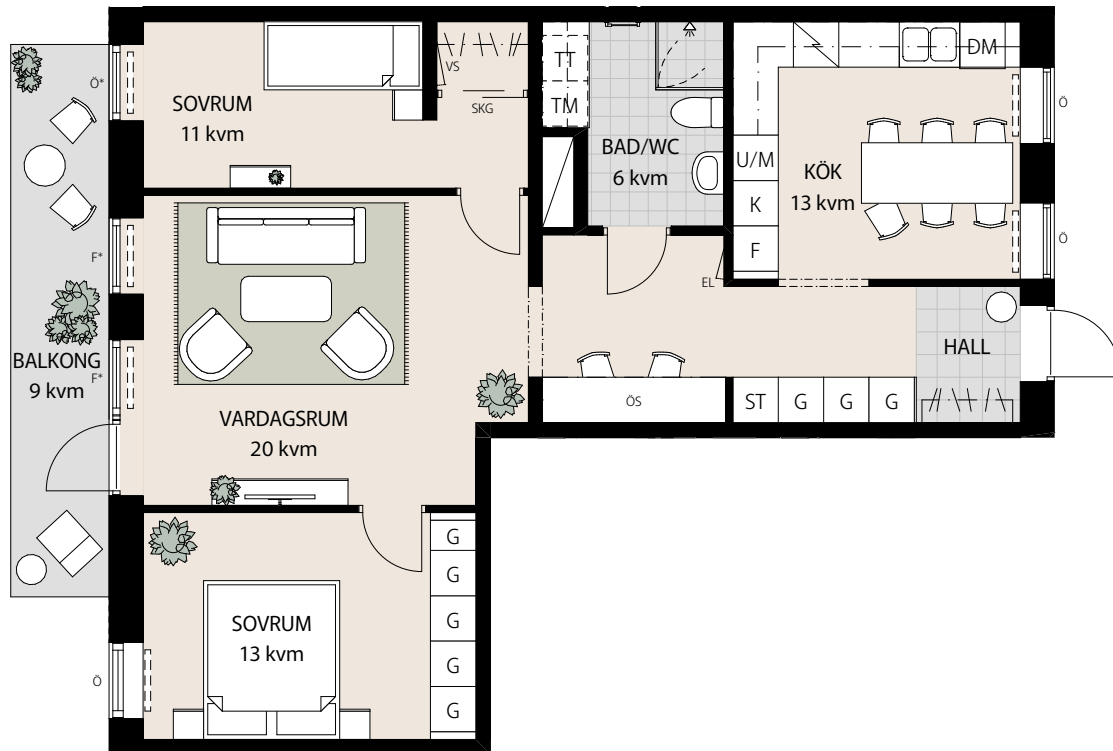 TT
DM
VS
Ö*
SOVRUM
11 kvm
SKG
TM
Ö
BAD/WC
6 kvm
U/M
KÖK
13 kvm
K
F
Ö
F*
EL
BALKONG
9 kvm
F*
HALL
VARDAGSRUM
20 kvm
ÖS
ST
G
G
G
G
G
SOVRUM
13 kvm
G
G
G
Ö